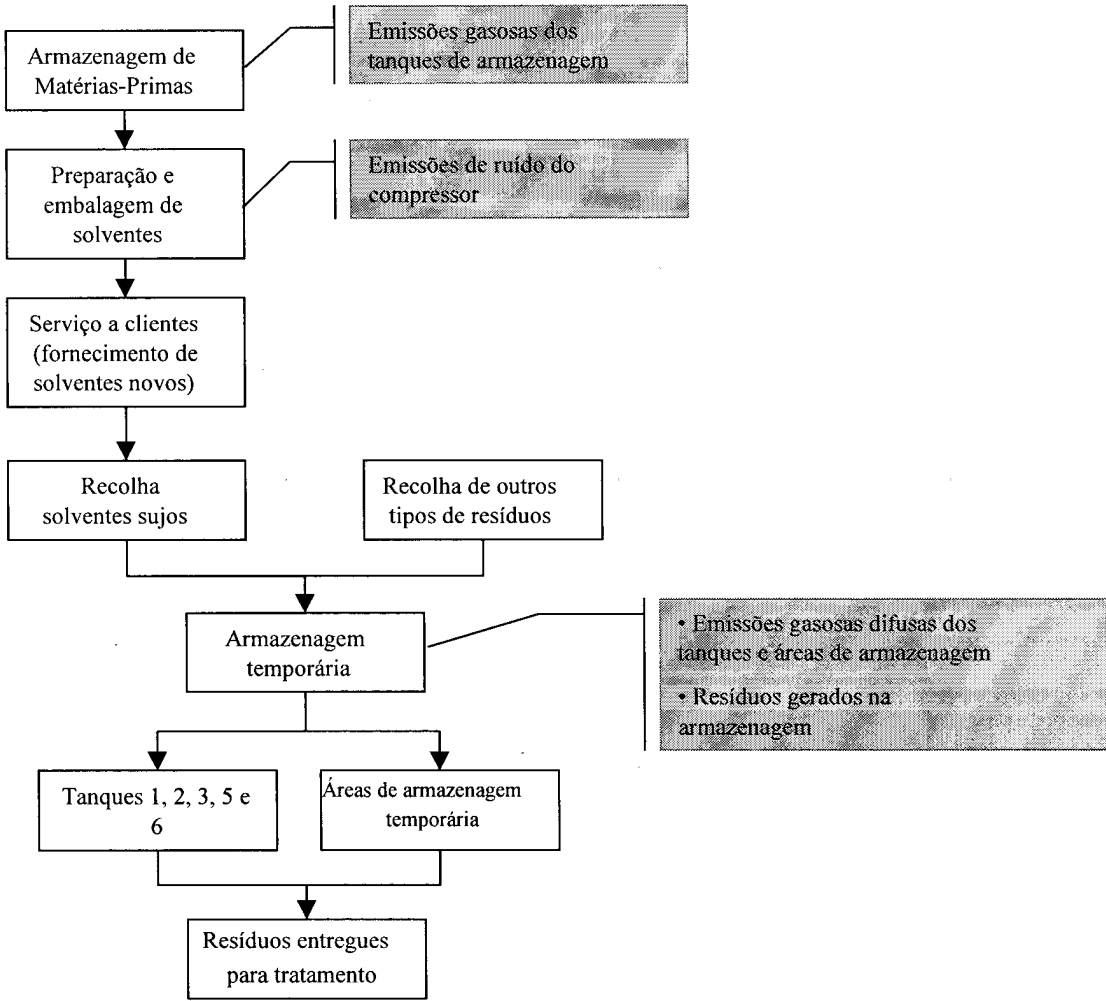 Armazenagem de
Matérias-Primas
Emissões gasosas dos
tanques de armazenagem
Preparação e
embalagem de
solventes
Emissões de ruído do
compressor
Serviço a clientes
(fornecimento de
solventes novos)
Recolha
solventes sujos
Recolha de outros
tipos de resíduos
Armazenagem
temporária
• Emissões gasosas difusas dos
tanques e áreas de armazenagem
• Resíduos gerados na
armazenagem
Tanques 1, 2, 3, 5 e
6
Áreas de armazenagem
temporária
Resíduos entregues
para tratamento